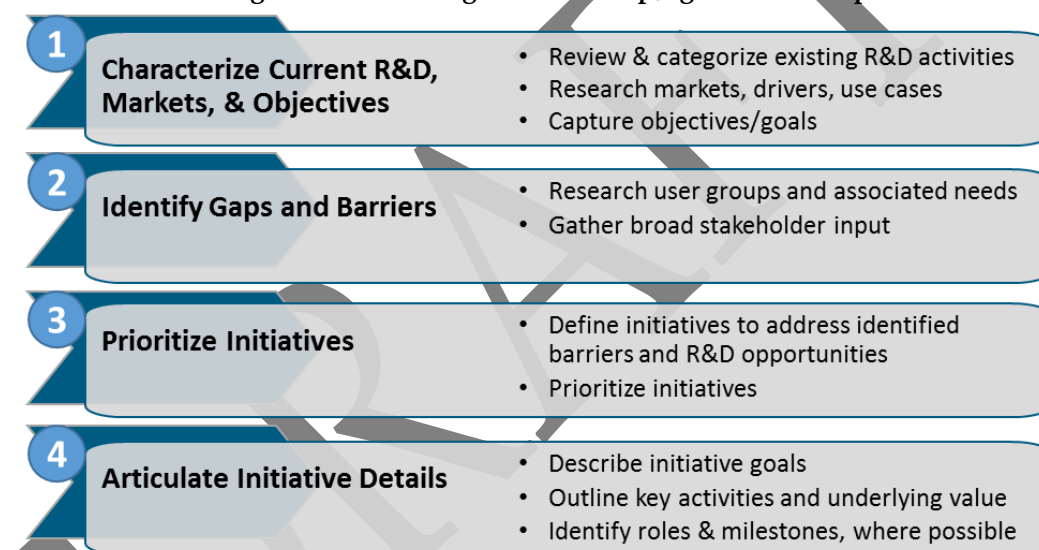 1
Characterize Current R&D,
Markets, & Objectives
• Review & categorize existing R&D activities
• Research markets, drivers, use cases
• Capture objectives/goals
2
Identify Gaps and Barriers
• Research user groups and associated needs
• Gather broad stakeholder input
3
Prioritize Initiatives
• Define initiatives to address identified
barriers and R&D opportunities
• Prioritize initiatives
4
Articulate Initiative Details
• Describe initiative goals
• Outline key activities and underlying value
• Identify roles & milestones, where possible